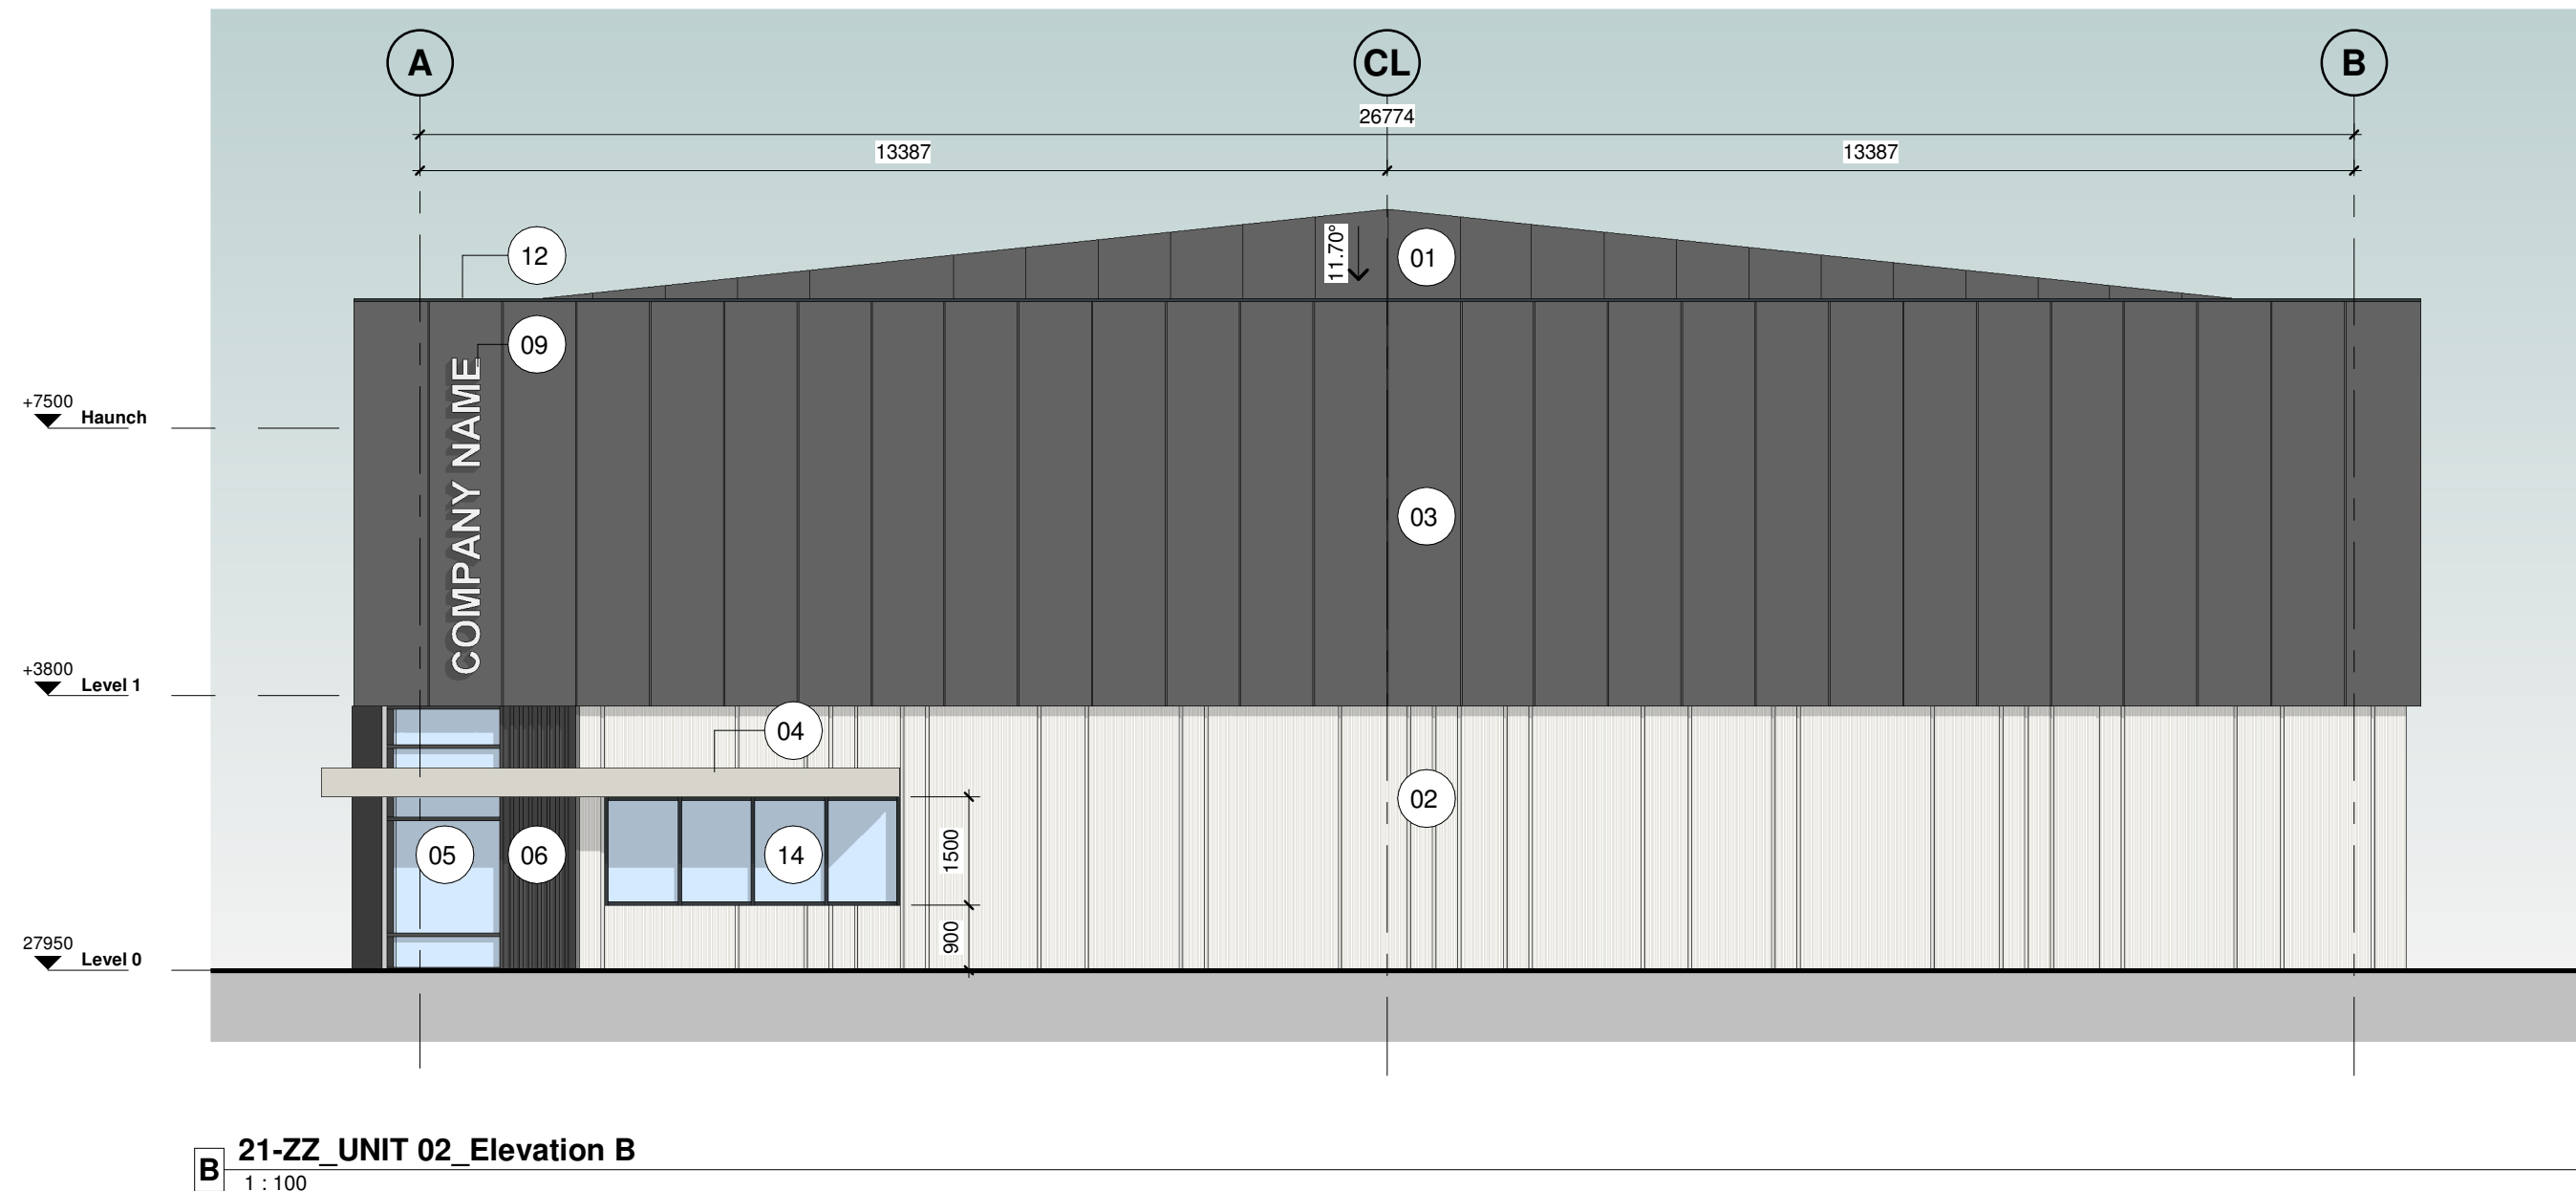 A
CL
B
26774
13387
13387
12
11.70°
01
09
COMPANY NAME
+7500
Haunch
03
+3800
Level 1
04
02
05
06
14
1500
900
27950
Level 0
B
21-ZZ_UNIT 02_Elevation B
1 : 100